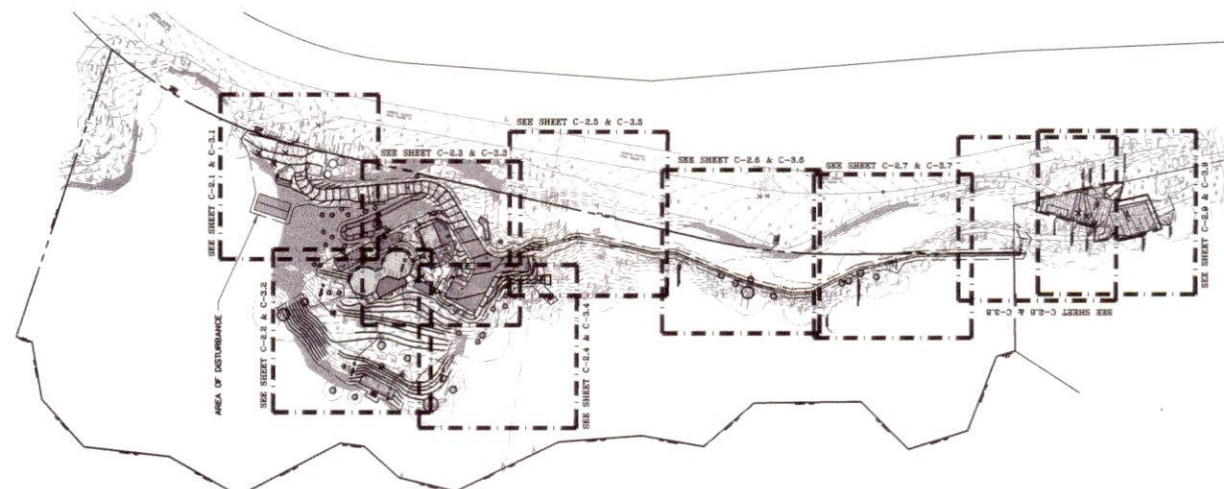 SEE SHEET C-2.1 & C-3.1
SEE SHEET C-2.3 & C-3.3
SEE SHEET C-2.5 & C-3.5
SEE SHEET C-2.6 & C-3.6
SEE SHEET C-2.7 & C-3.7
SEE SHEET C-2.8 & C-3.8
SEE SHEET C-2.9 & C-3.9
SEE SHEET C-2.2 & C-3.2
SEE SHEET C-2.4 & C-3.4
AREA OF DISTURBANCE